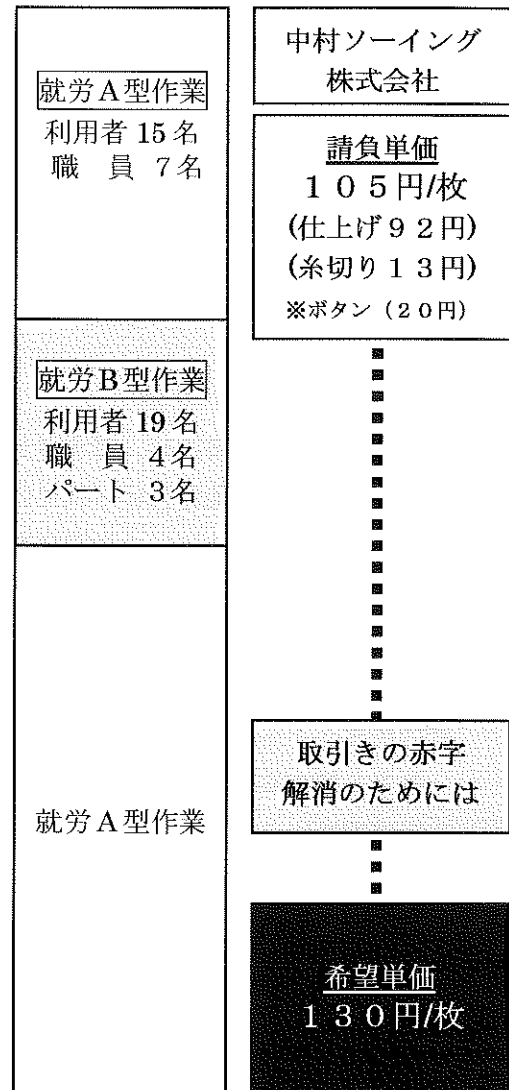 就労A型作業
利用者 15名
職　員 7名
就労B型作業
利用者 19名
職　員 4名
パート 3名
就労A型作業
中村ソーイング
株式会社
請負単価
１０５円/枚
(仕上げ９２円)
(糸切り１３円)
※ボタン（２０円）
取引きの赤字
解消のためには
希望単価
１３０円/枚